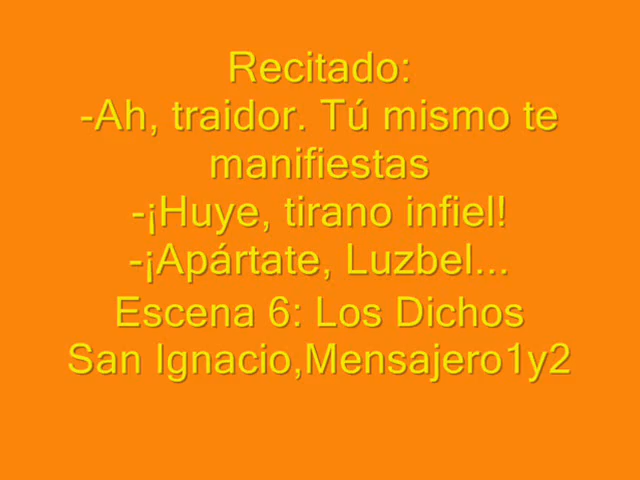 Recitado:
-Ah, traidor. Tú mismo te
manifiestas
-¡Huye, tirano infiel!
-¡Apártate, Luzbel...
Escena 6: Los Dichos
San Ignacio,Mensajero1y2